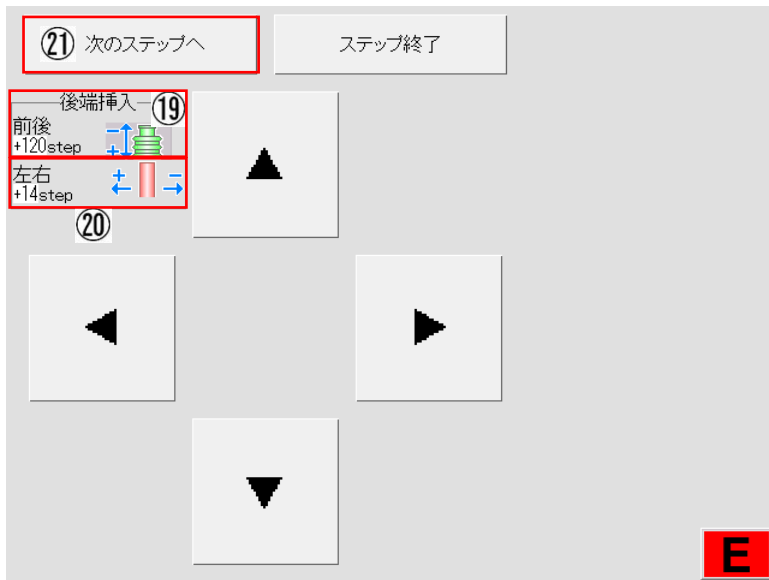 ㉑ 次のステップへ
ステップ終了
後端挿入
⑲
前後
+120step
- +
左右
+14step
+ -
⑳
E